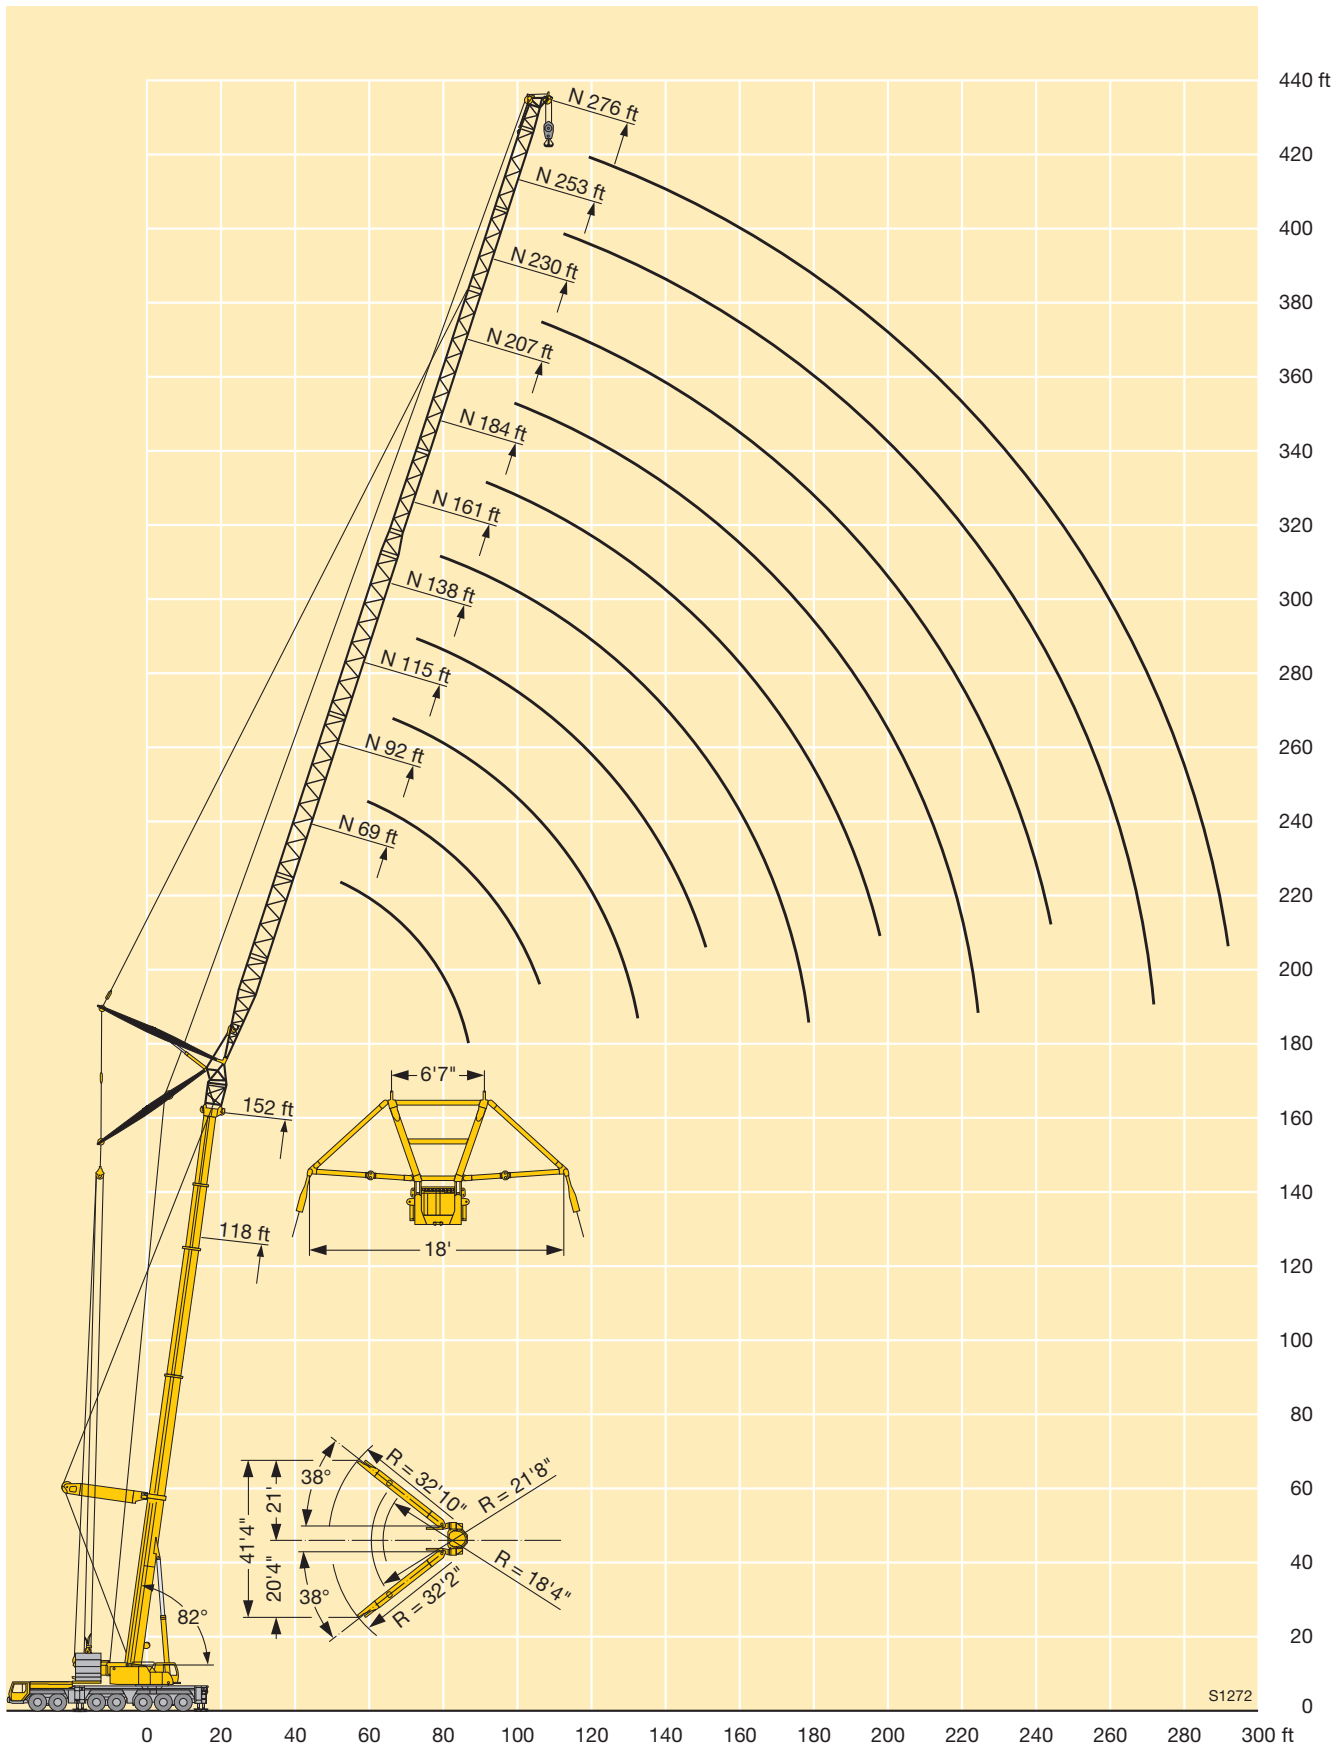 440 ft
N 276 ft
420
N 253 ft
400
N 230 ft
380
N 207 ft
360
N 184 ft
340
N 161 ft
320
N 138 ft
300
N 115 ft
280
N 92 ft
260
N 69 ft
240
220
200
180
6'7"
152 ft
160
140
118 ft
18'
120
100
80
R = 32'10"
R = 21'8"
38°
21'
60
41'4"
20'4"
40
R = 18'4"
38°
R = 32'2"
82°
20
S1272
0
0 20 40 60 80 100 120 140 160 180 200 220 240 260 280 300 ft